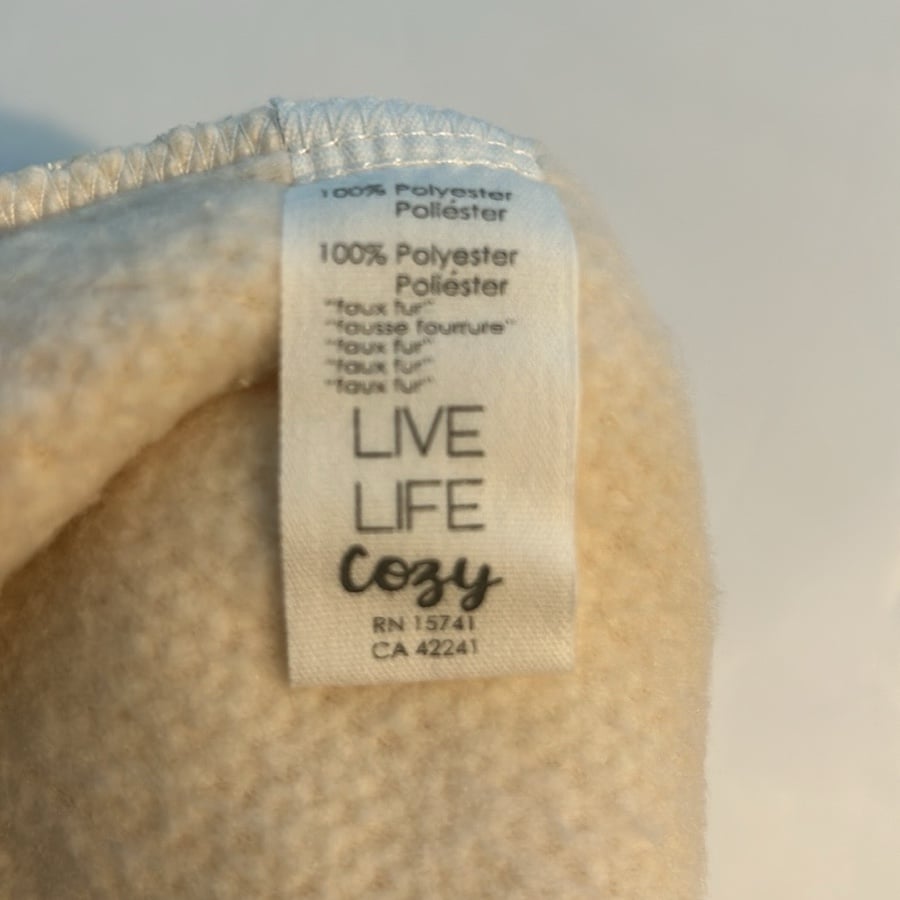 100% Polyester
Poliéster
100% Polyester
Poliéster
"faux fur"
"fausse fourrure"
"faux fur"
"faux fur"
"faux fur"
LIVE
LIFE
Cozy
RN 15741
CA 42241